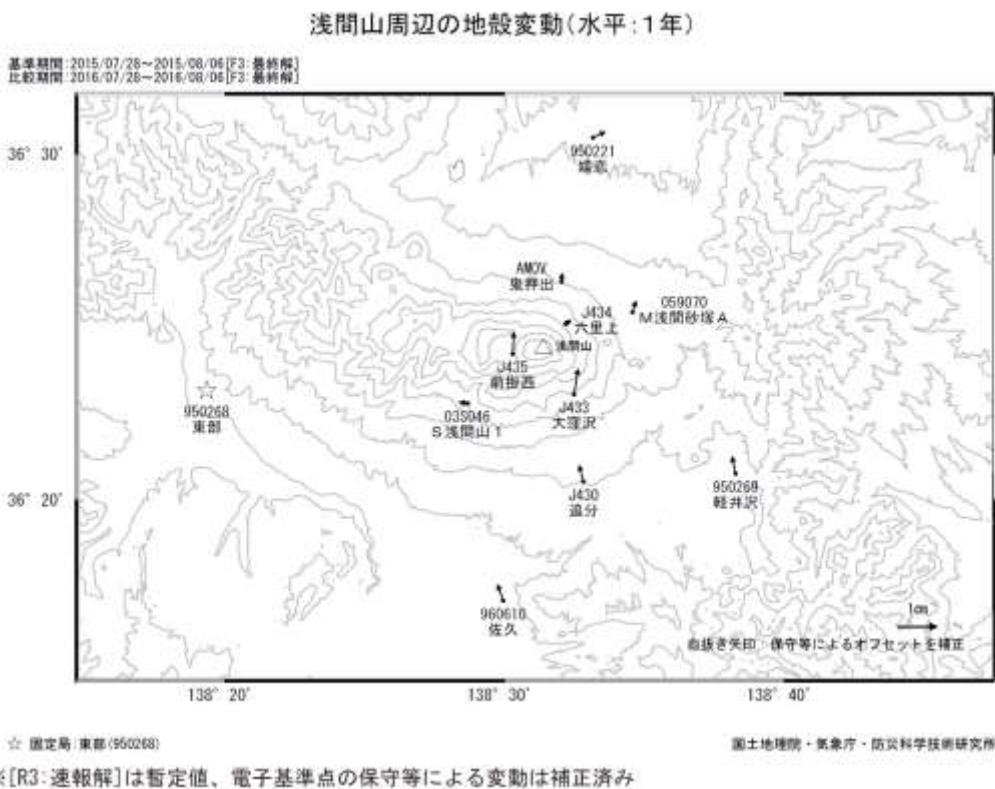 浅間山周辺の地殻変動(水平:1年)
基準期間:2015/07/28～2015/08/06[F3:最終解]
比較期間:2016/07/28～2016/08/06[F3:最終解]
36° 30'
950221
嬬恋
AMOV
鬼押出
J434
六里上
059070
M浅間砂塚A
浅間山
J435
前掛西
950268
東部
03S046
S浅間山1
J433
大窪沢
36° 20'
J430
追分
950269
軽井沢
960610
佐久
1cm
白抜き矢印:保守等によるオフセットを補正
138° 20'
138° 30'
138° 40'
☆ 固定局:東部(950268)
国土地理院・気象庁・防災科学技術研究所
※[R3:速報解]は暫定値、電子基準点の保守等による変動は補正済み